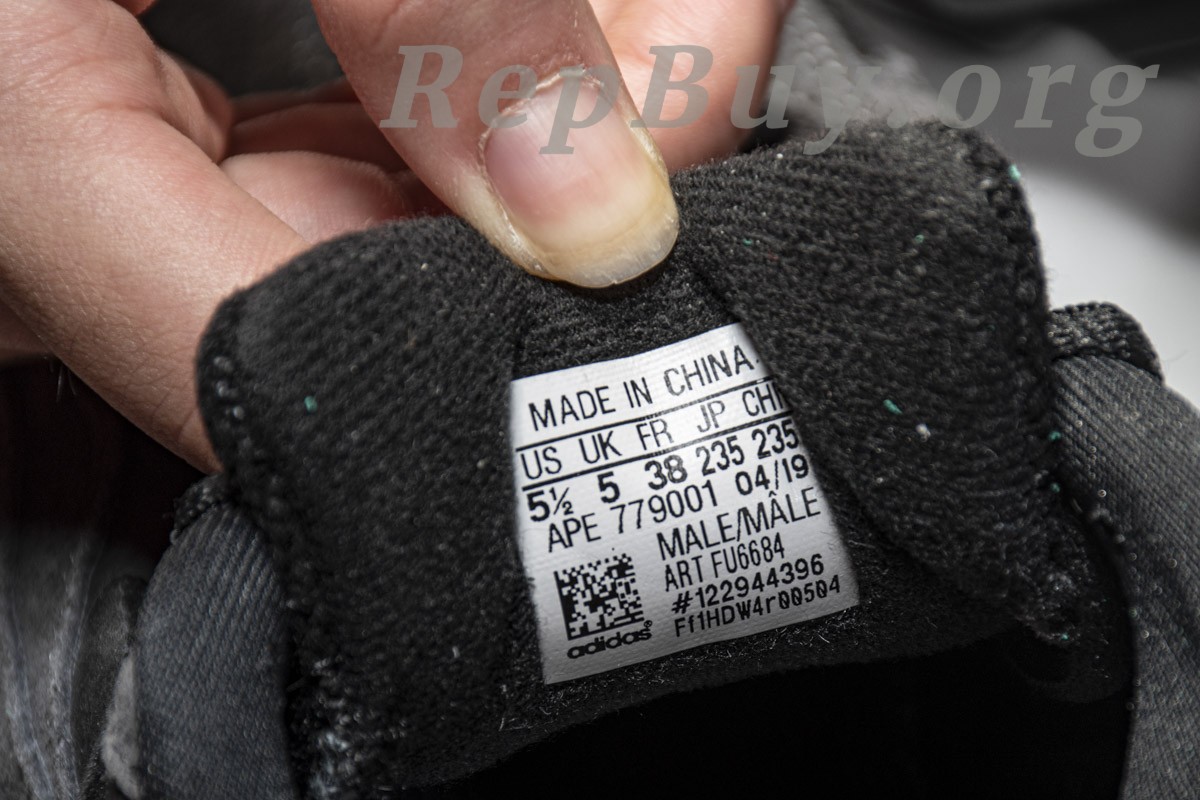 RepBuy.org
MADE IN CHINA
US UK FR JP CHN
5½ 5 38 235 235
APE 779001 04/19
MALE/MÂLE
ART FU6684
#122944396
Ff1HDW4r00504
adidas®